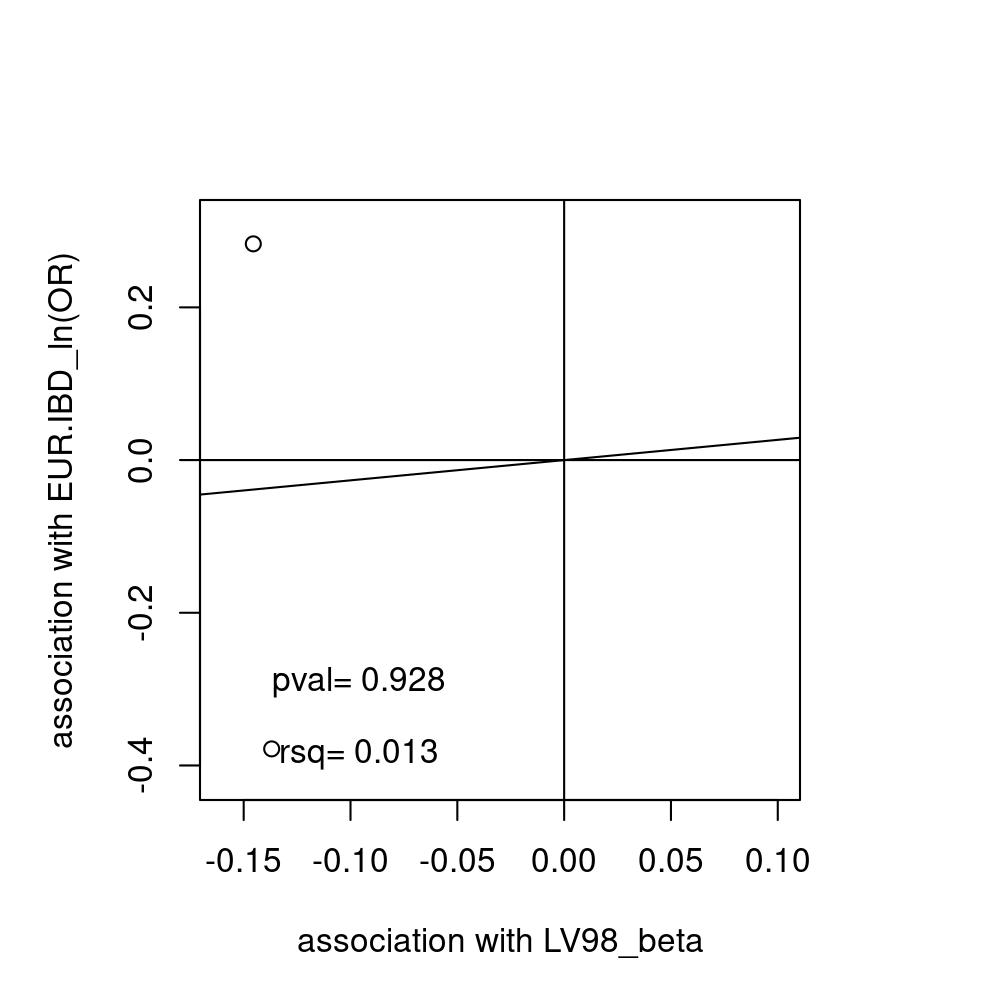 association with EUR.IBD_ln(OR)
0.2
0.0
-0.2
-0.4
pval= 0.928
rsq= 0.013
-0.15 -0.10 -0.05 0.00 0.05 0.10
association with LV98_beta